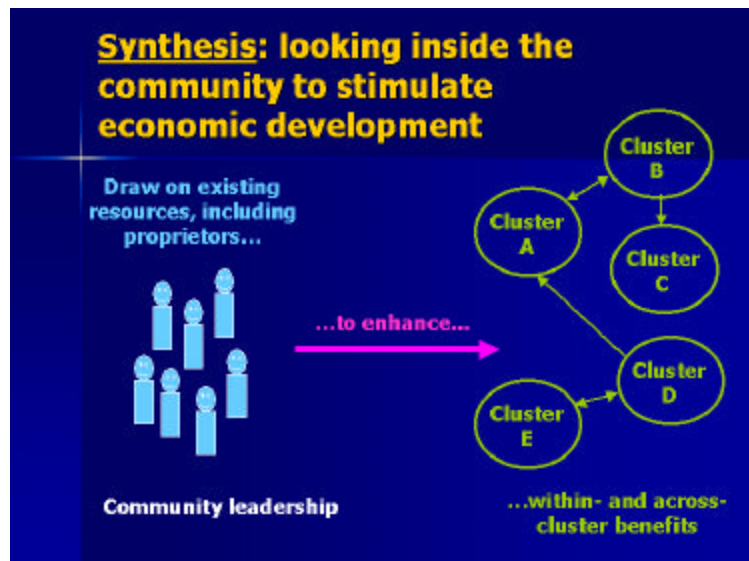 Synthesis: looking inside the
community to stimulate
economic development
Draw on existing
resources, including
proprietors...
...to enhance...
Community leadership
Cluster
B
Cluster
A
Cluster
C
Cluster
D
Cluster
E
...within- and across-
cluster benefits